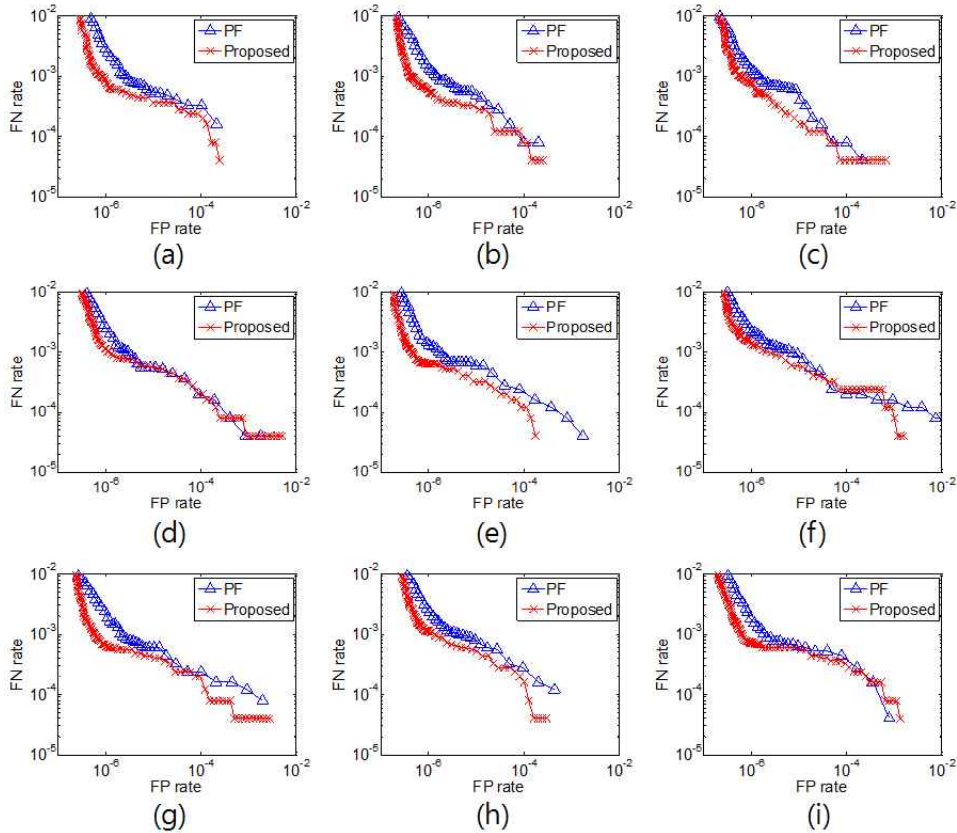 10^-2
10^-3
10^-4
10^-5
FN rate
PF
Proposed
10^-6 10^-4 10^-2
FP rate
(a)
10^-2
10^-3
10^-4
10^-5
FN rate
PF
Proposed
10^-6 10^-4 10^-2
FP rate
(b)
10^-2
10^-3
10^-4
10^-5
FN rate
PF
Proposed
10^-6 10^-4 10^-2
FP rate
(c)
10^-2
10^-3
10^-4
10^-5
FN rate
PF
Proposed
10^-6 10^-4 10^-2
FP rate
(d)
10^-2
10^-3
10^-4
10^-5
FN rate
PF
Proposed
10^-6 10^-4 10^-2
FP rate
(e)
10^-2
10^-3
10^-4
10^-5
FN rate
PF
Proposed
10^-6 10^-4 10^-2
FP rate
(f)
10^-2
10^-3
10^-4
10^-5
FN rate
PF
Proposed
10^-6 10^-4 10^-2
FP rate
(g)
10^-2
10^-3
10^-4
10^-5
FN rate
PF
Proposed
10^-6 10^-4 10^-2
FP rate
(h)
10^-2
10^-3
10^-4
10^-5
FN rate
PF
Proposed
10^-6 10^-4 10^-2
FP rate
(i)